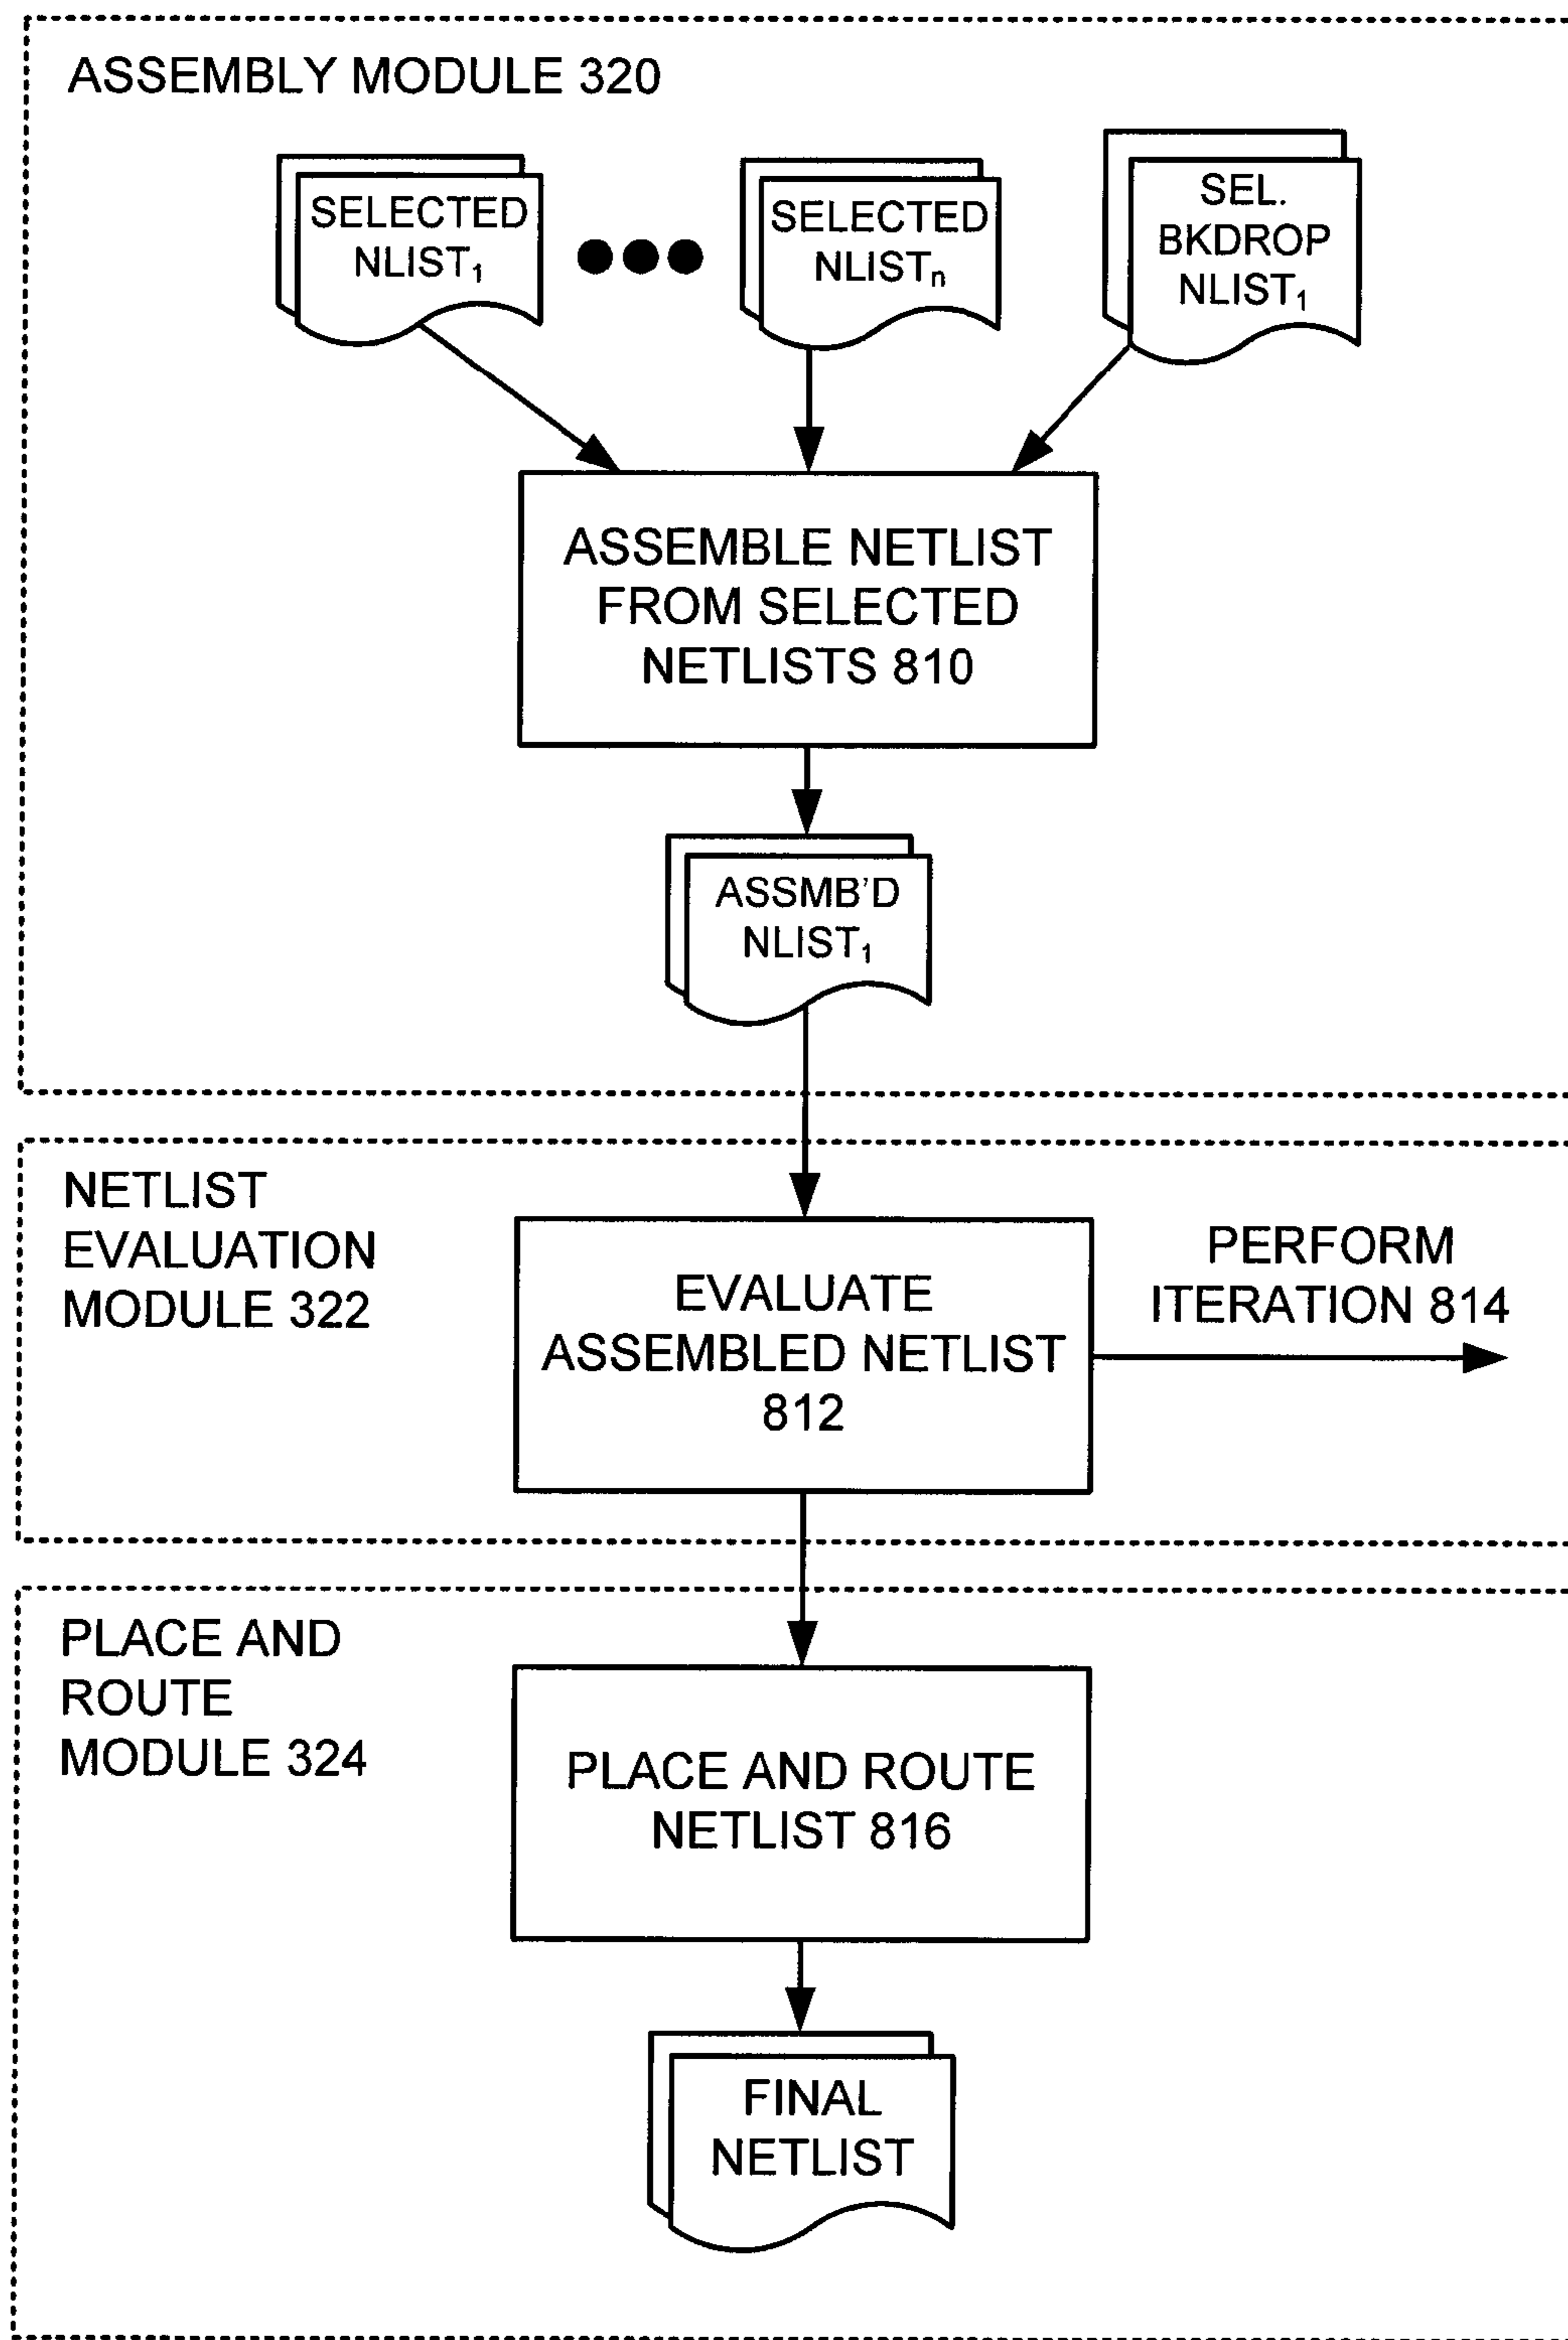 ASSEMBLY MODULE 320
SELECTED
NLIST₁
SELECTED
NLISTₙ
SEL.
BKDROP
NLIST₁
ASSEMBLE NETLIST
FROM SELECTED
NETLISTS 810
ASSMB'D
NLIST₁
NETLIST
EVALUATION
MODULE 322
EVALUATE
ASSEMBLED NETLIST
812
PERFORM
ITERATION 814
PLACE AND
ROUTE
MODULE 324
PLACE AND ROUTE
NETLIST 816
FINAL
NETLIST